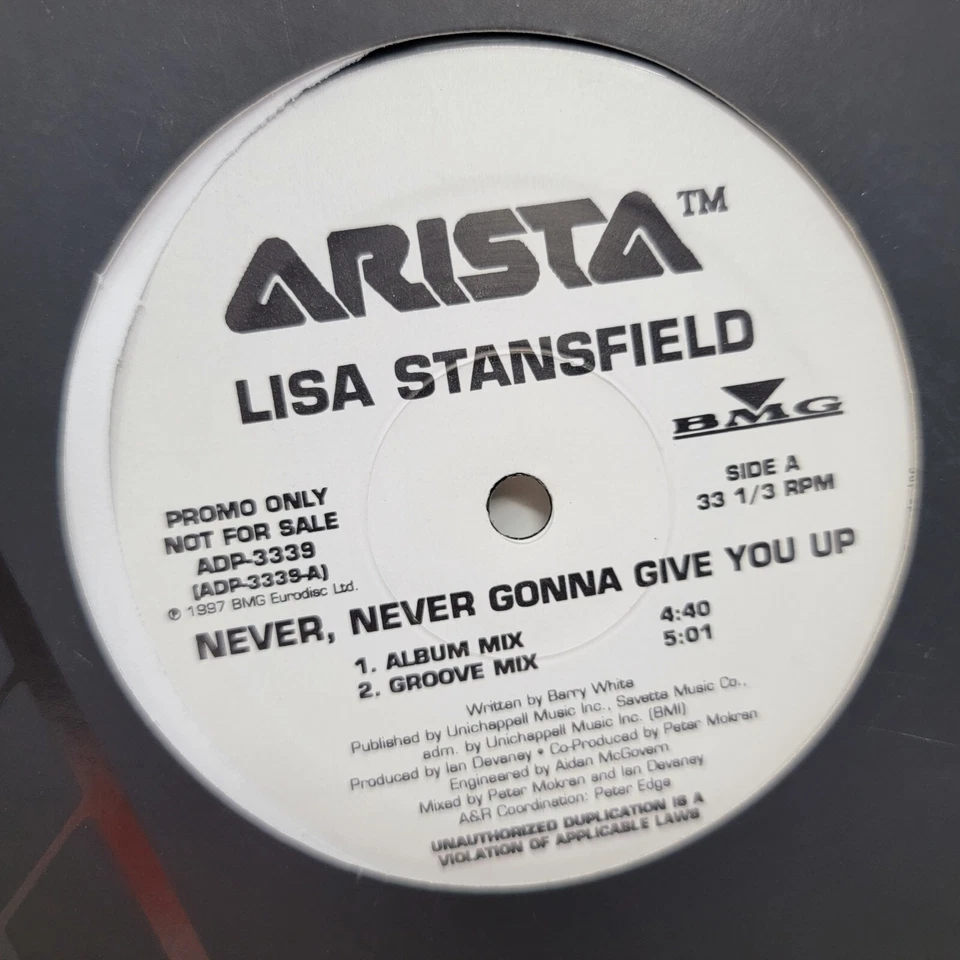 ARISTA™
LISA STANSFIELD
BMG
SIDE A
33 1/3 RPM
PROMO ONLY
NOT FOR SALE
ADP-3339
(ADP-3339-A)
℗ 1997 BMG Eurodisc Ltd.
NEVER, NEVER GONNA GIVE YOU UP
1. ALBUM MIX 4:40
2. GROOVE MIX 5:01
Written by Barry White
Published by Unichappell Music Inc., Savette Music Co.,
adm. by Unichappell Music Inc. (BMI)
Produced by Ian Devaney • Co-Produced by Peter Mokran
Engineered by Aidan McGovern
Mixed by Peter Mokran and Ian Devaney
A&R Coordination: Peter Edge
UNAUTHORIZED DUPLICATION IS A
VIOLATION OF APPLICABLE LAWS